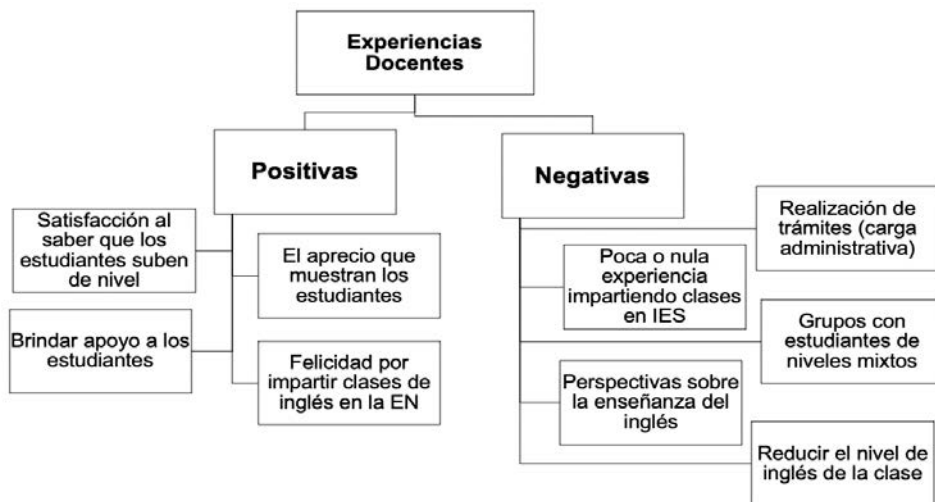 Experiencias
Docentes
Positivas
Negativas
Satisfacción al
saber que los
estudiantes suben
de nivel
El aprecio que
muestran los
estudiantes
Brindar apoyo a los
estudiantes
Felicidad por
impartir clases de
inglés en la EN
Realización de
trámites (carga
administrativa)
Poca o nula
experiencia
impartiendo clases
en IES
Grupos con
estudiantes de
niveles mixtos
Perspectivas sobre
la enseñanza del
inglés
Reducir el nivel de
inglés de la clase